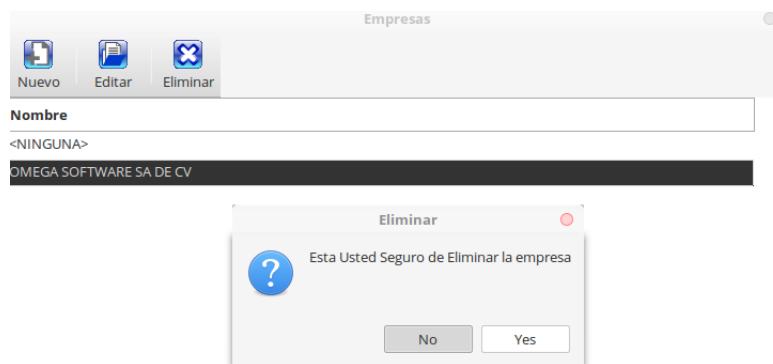 Empresas
Nuevo Editar Eliminar
Nombre
<NINGUNA>
OMEGA SOFTWARE SA DE CV
Eliminar
Esta Usted Seguro de Eliminar la empresa
No Yes